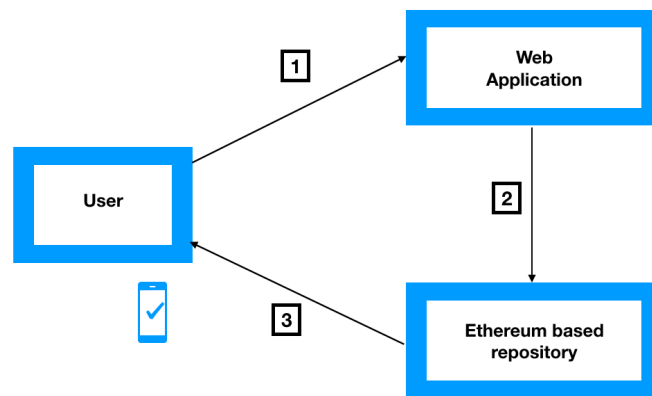 Web
Application
1
User
2
3
Ethereum based
repository